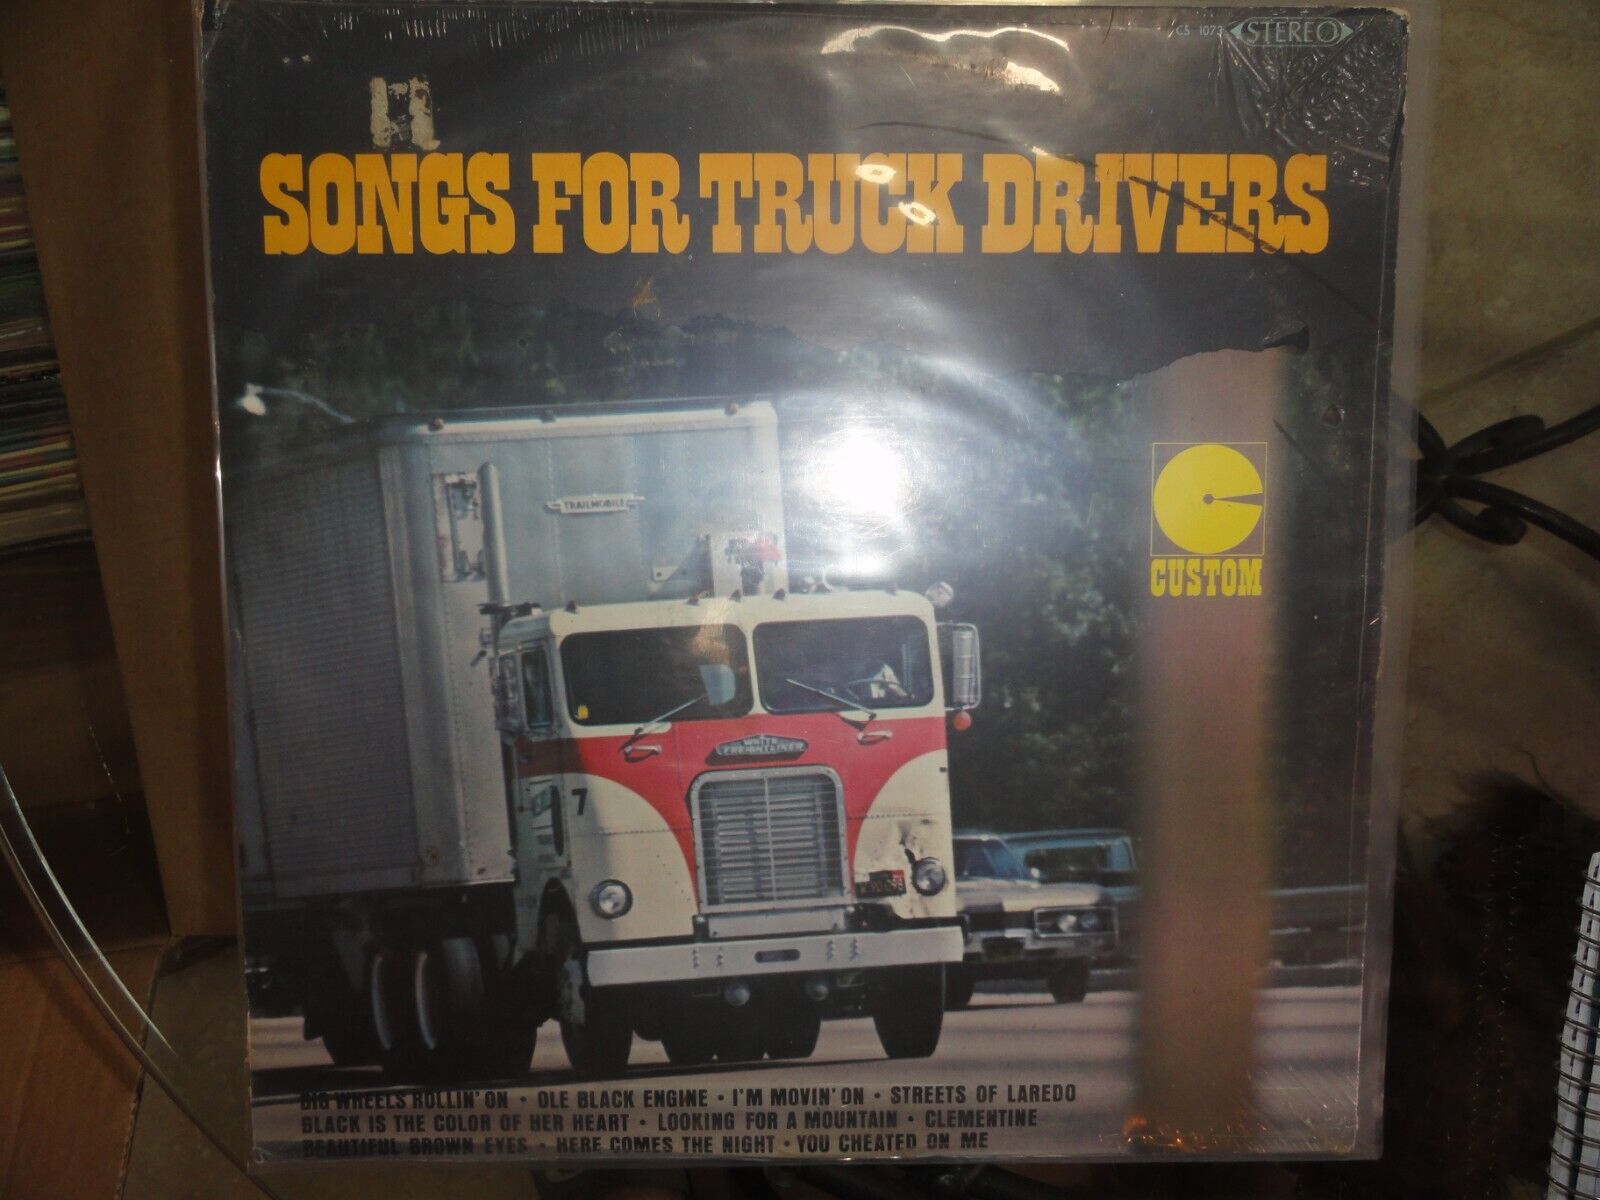 CS 1073 STEREO
SONGS FOR TRUCK DRIVERS
TRAILMOBILE
CUSTOM
WHITE
FREIGHTLINER
7
BIG WHEELS ROLLIN' ON • OLE BLACK ENGINE • I'M MOVIN' ON • STREETS OF LAREDO
BLACK IS THE COLOR OF HER HEART • LOOKING FOR A MOUNTAIN • CLEMENTINE
BEAUTIFUL BROWN EYES • HERE COMES THE NIGHT • YOU CHEATED ON ME